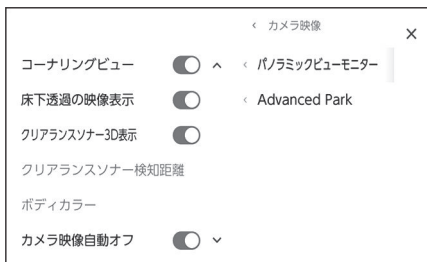 カメラ映像
コーナリングビュー
パノラミックビューモニター
床下透過の映像表示
Advanced Park
クリアランスソナー3D表示
クリアランスソナー検知距離
ボディカラー
カメラ映像自動オフ